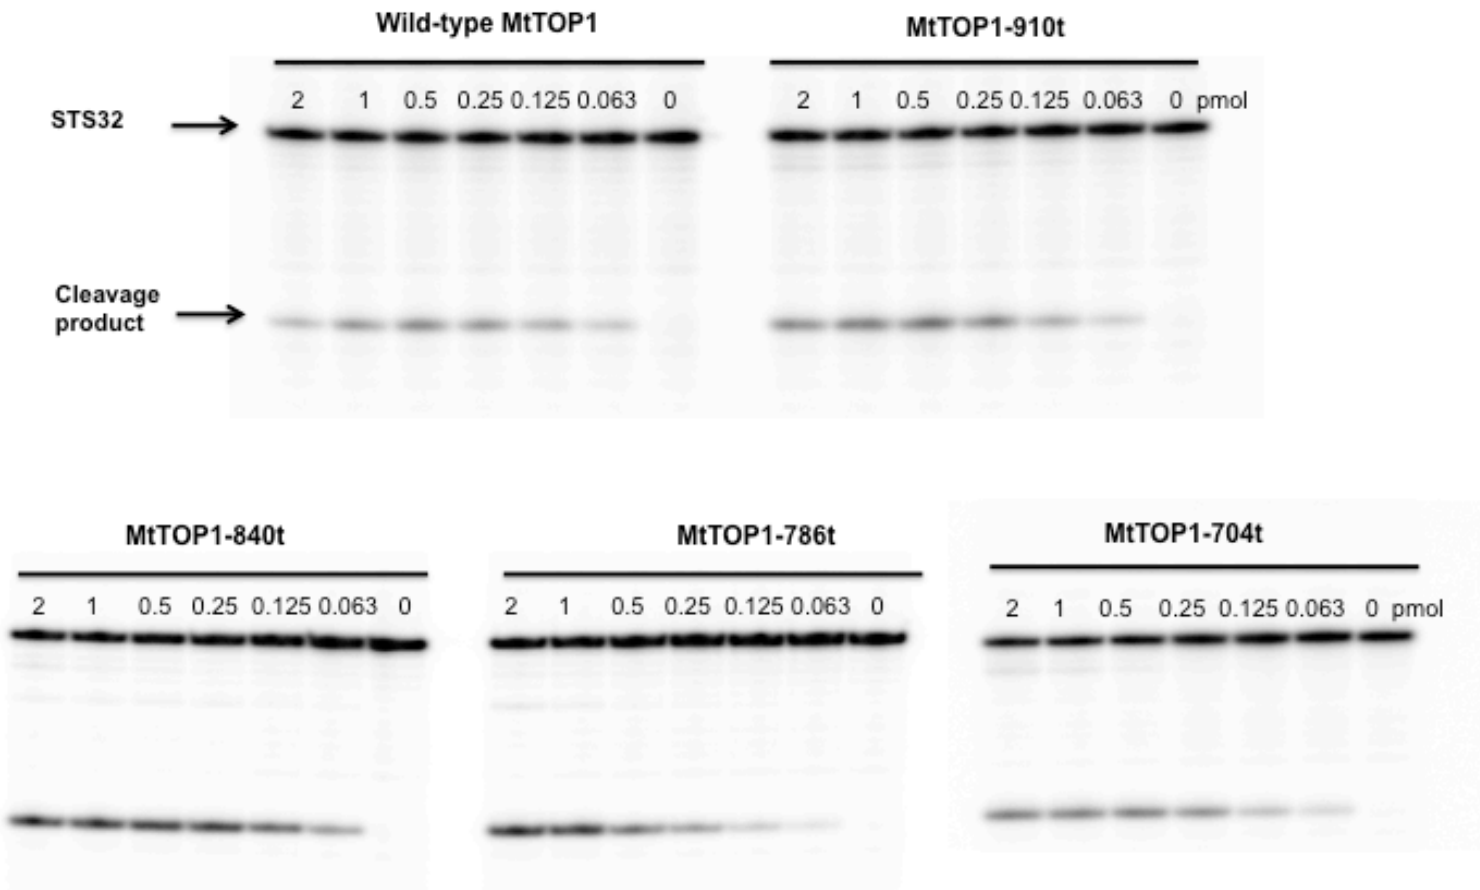 Wild-type MtTOP1
MtTOP1-910t
2 1 0.5 0.25 0.125 0.063 0
2 1 0.5 0.25 0.125 0.063 0 pmol
STS32
Cleavage
product
MtTOP1-840t
MtTOP1-786t
MtTOP1-704t
2 1 0.5 0.25 0.125 0.063 0
2 1 0.5 0.25 0.125 0.063 0
2 1 0.5 0.25 0.125 0.063 0 pmol